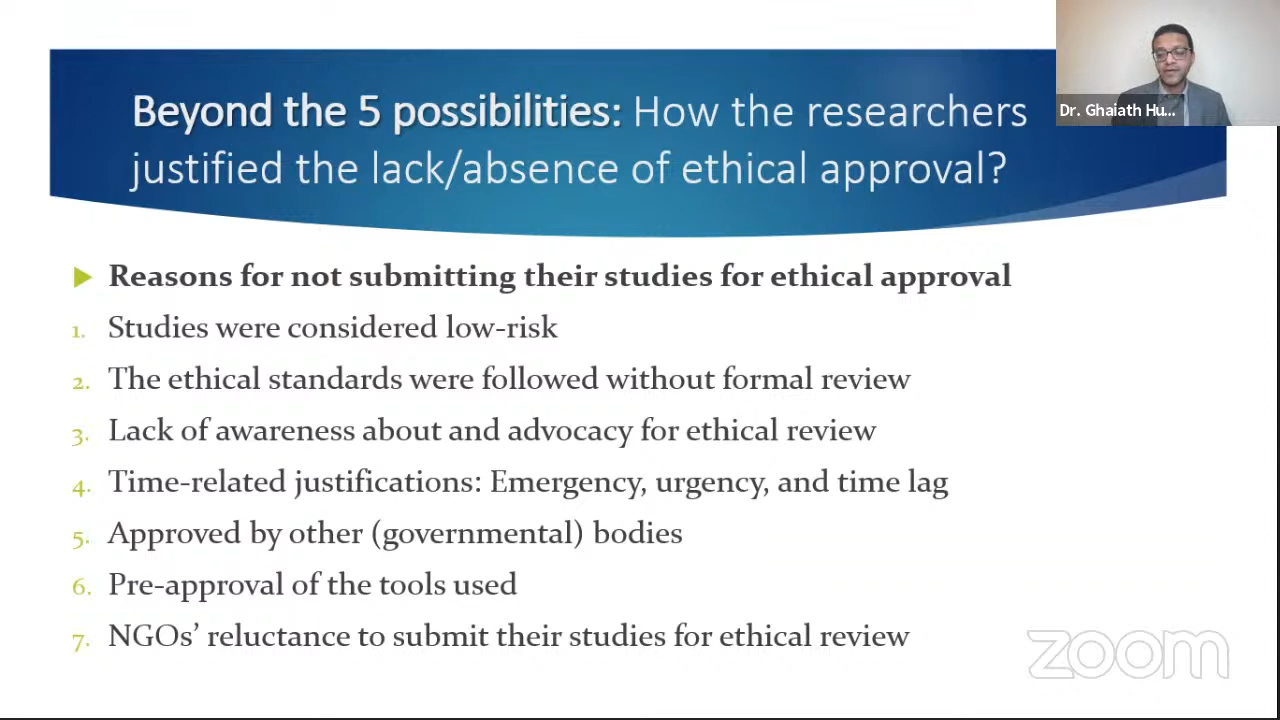 Beyond the 5 possibilities: How the researchers
justified the lack/absence of ethical approval?
Dr. Ghaiath Hu...
Reasons for not submitting their studies for ethical approval
1. Studies were considered low-risk
2. The ethical standards were followed without formal review
3. Lack of awareness about and advocacy for ethical review
4. Time-related justifications: Emergency, urgency, and time lag
5. Approved by other (governmental) bodies
6. Pre-approval of the tools used
7. NGOs’ reluctance to submit their studies for ethical review
zoom